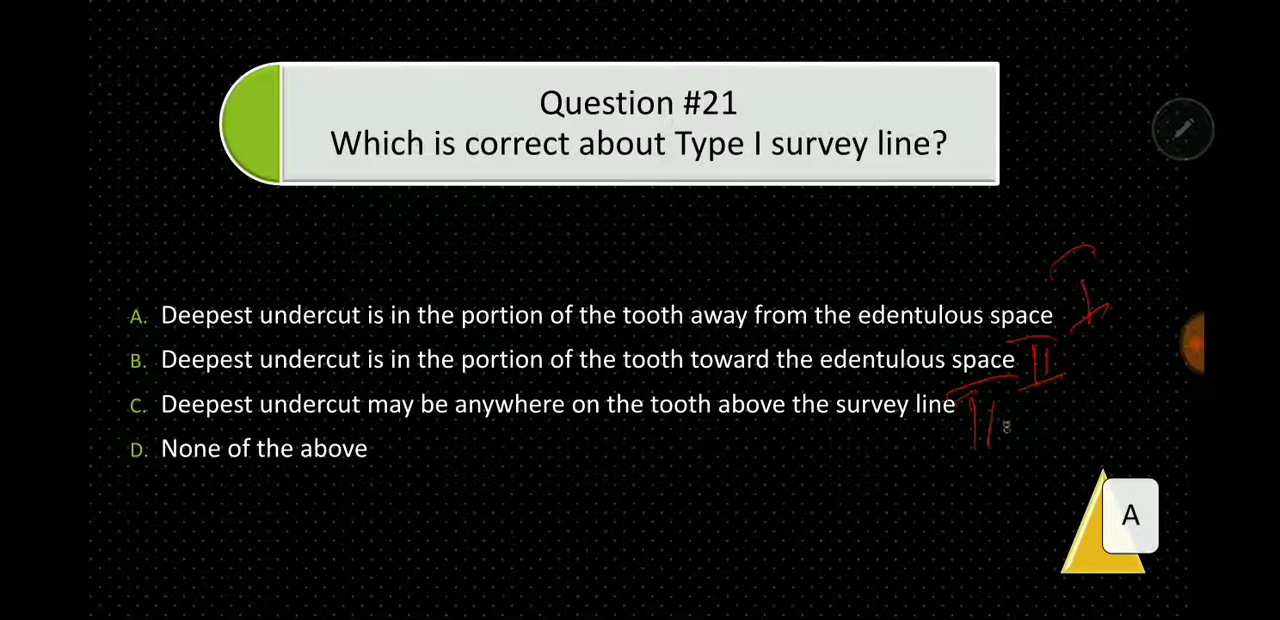 Question #21
Which is correct about Type I survey line?
A. Deepest undercut is in the portion of the tooth away from the edentulous space I
B. Deepest undercut is in the portion of the tooth toward the edentulous space II
C. Deepest undercut may be anywhere on the tooth above the survey line
D. None of the above
A